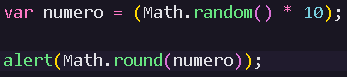 var numero = (Math.random() * 10);
alert(Math.round(numero));